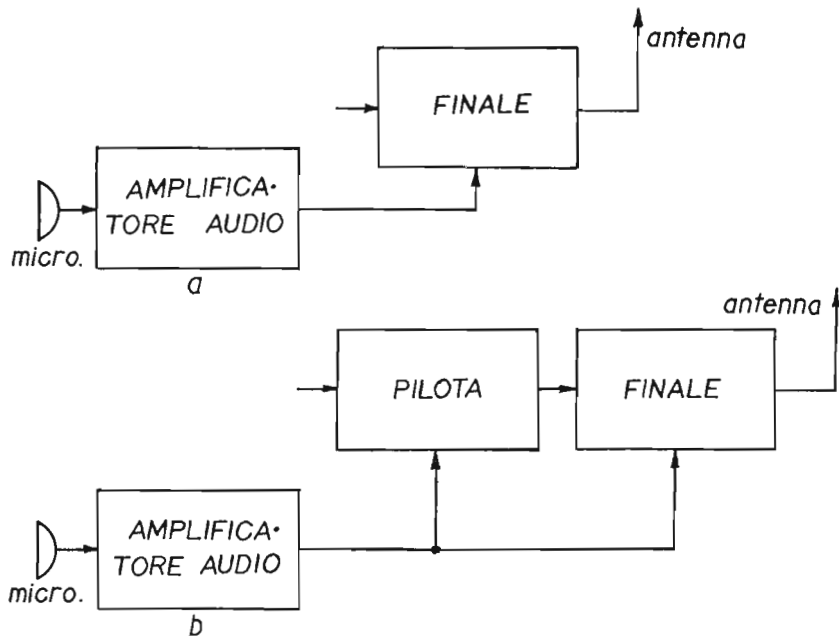 antenna
FINALE
AMPLIFICA·
TORE AUDIO
micro.
a
antenna
PILOTA
FINALE
AMPLIFICA·
TORE AUDIO
micro.
b